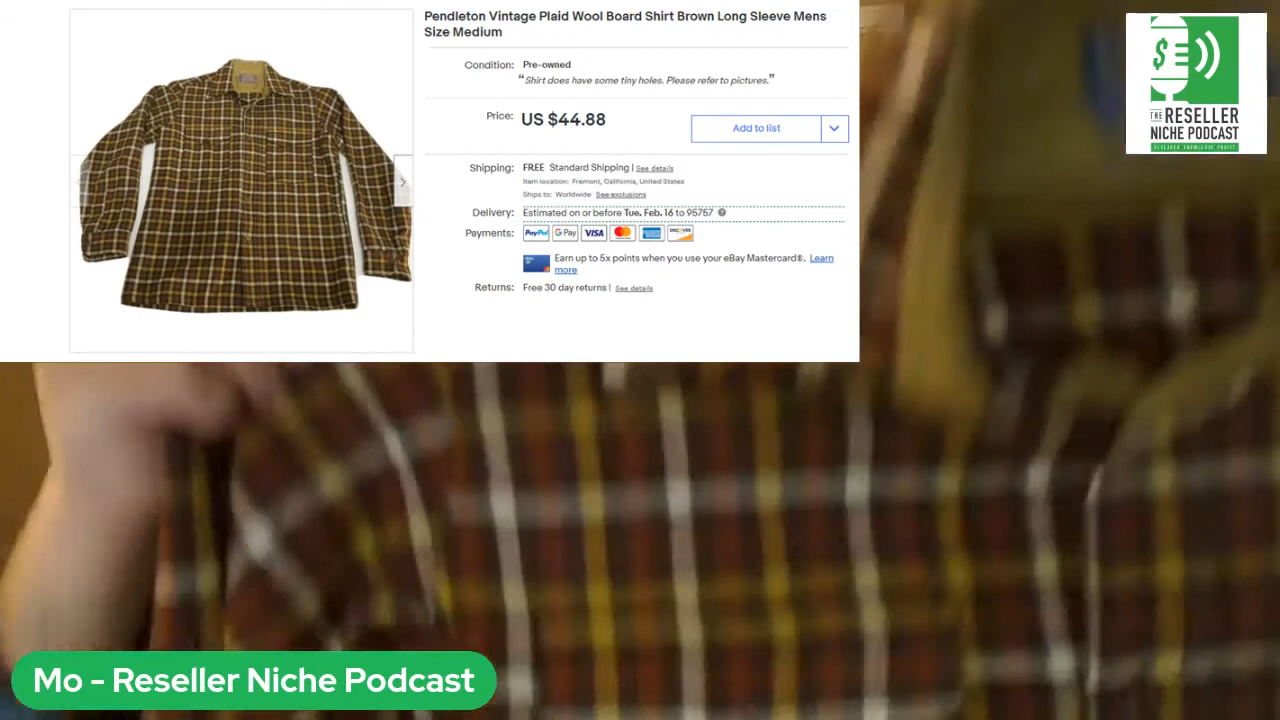 Pendleton Vintage Plaid Wool Board Shirt Brown Long Sleeve Mens
Size Medium
Condition: Pre-owned
“Shirt does have some tiny holes. Please refer to pictures.”
Price: US $44.88
Add to list
Shipping: FREE Standard Shipping | See details
Item location: Fremont, California, United States
Ships to: Worldwide See exclusions
Delivery: Estimated on or before Tue. Feb. 16 to 95757
Payments: PayPal G Pay VISA DISCOVER
Earn up to 5x points when you use your eBay Mastercard®. Learn
more
Returns: Free 30 day returns | See details
$
THE RESELLER
NICHE PODCAST
Mo - Reseller Niche Podcast